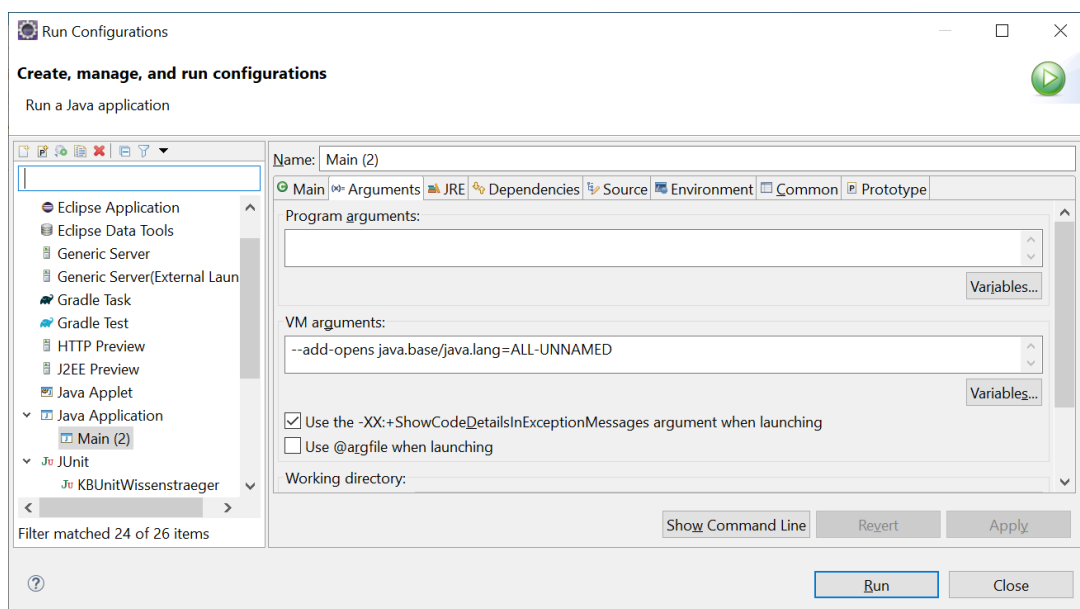 Run Configurations
Create, manage, and run configurations
Run a Java application
Name: Main (2)
Main Arguments JRE Dependencies Source Environment Common Prototype
Eclipse Application
Eclipse Data Tools
Generic Server
Generic Server(External Laun
Gradle Task
Gradle Test
HTTP Preview
J2EE Preview
Java Applet
Java Application
Main (2)
JUnit
KBUnitWissenstraeger
Filter matched 24 of 26 items
Program arguments:
Variables...
VM arguments:
--add-opens java.base/java.lang=ALL-UNNAMED
Variables...
Use the -XX:+ShowCodeDetailsInExceptionMessages argument when launching
Use @argfile when launching
Working directory:
Show Command Line Revert Apply
Run Close